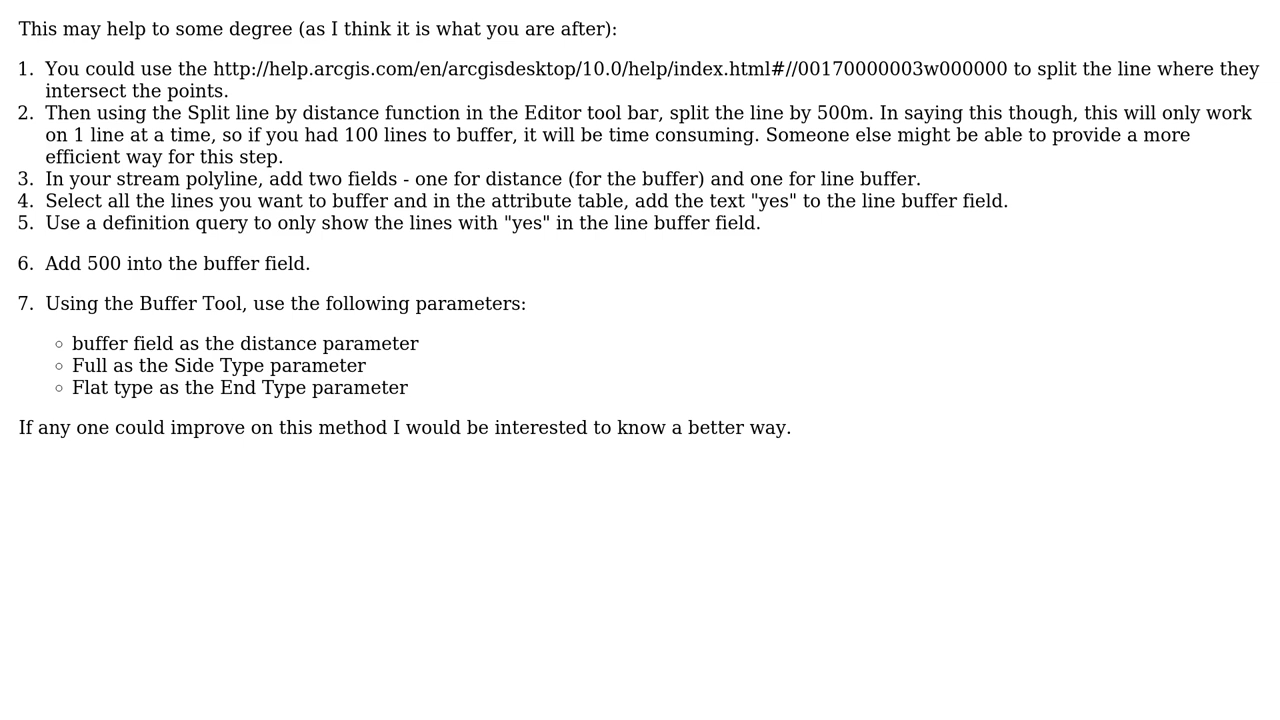 This may help to some degree (as I think it is what you are after):
1. You could use the http://help.arcgis.com/en/arcgisdesktop/10.0/help/index.html#//00170000003w000000 to split the line where they
intersect the points.
2. Then using the Split line by distance function in the Editor tool bar, split the line by 500m. In saying this though, this will only work
on 1 line at a time, so if you had 100 lines to buffer, it will be time consuming. Someone else might be able to provide a more
efficient way for this step.
3. In your stream polyline, add two fields - one for distance (for the buffer) and one for line buffer.
4. Select all the lines you want to buffer and in the attribute table, add the text "yes" to the line buffer field.
5. Use a definition query to only show the lines with "yes" in the line buffer field.
6. Add 500 into the buffer field.
7. Using the Buffer Tool, use the following parameters:
◦ buffer field as the distance parameter
◦ Full as the Side Type parameter
◦ Flat type as the End Type parameter
If any one could improve on this method I would be interested to know a better way.